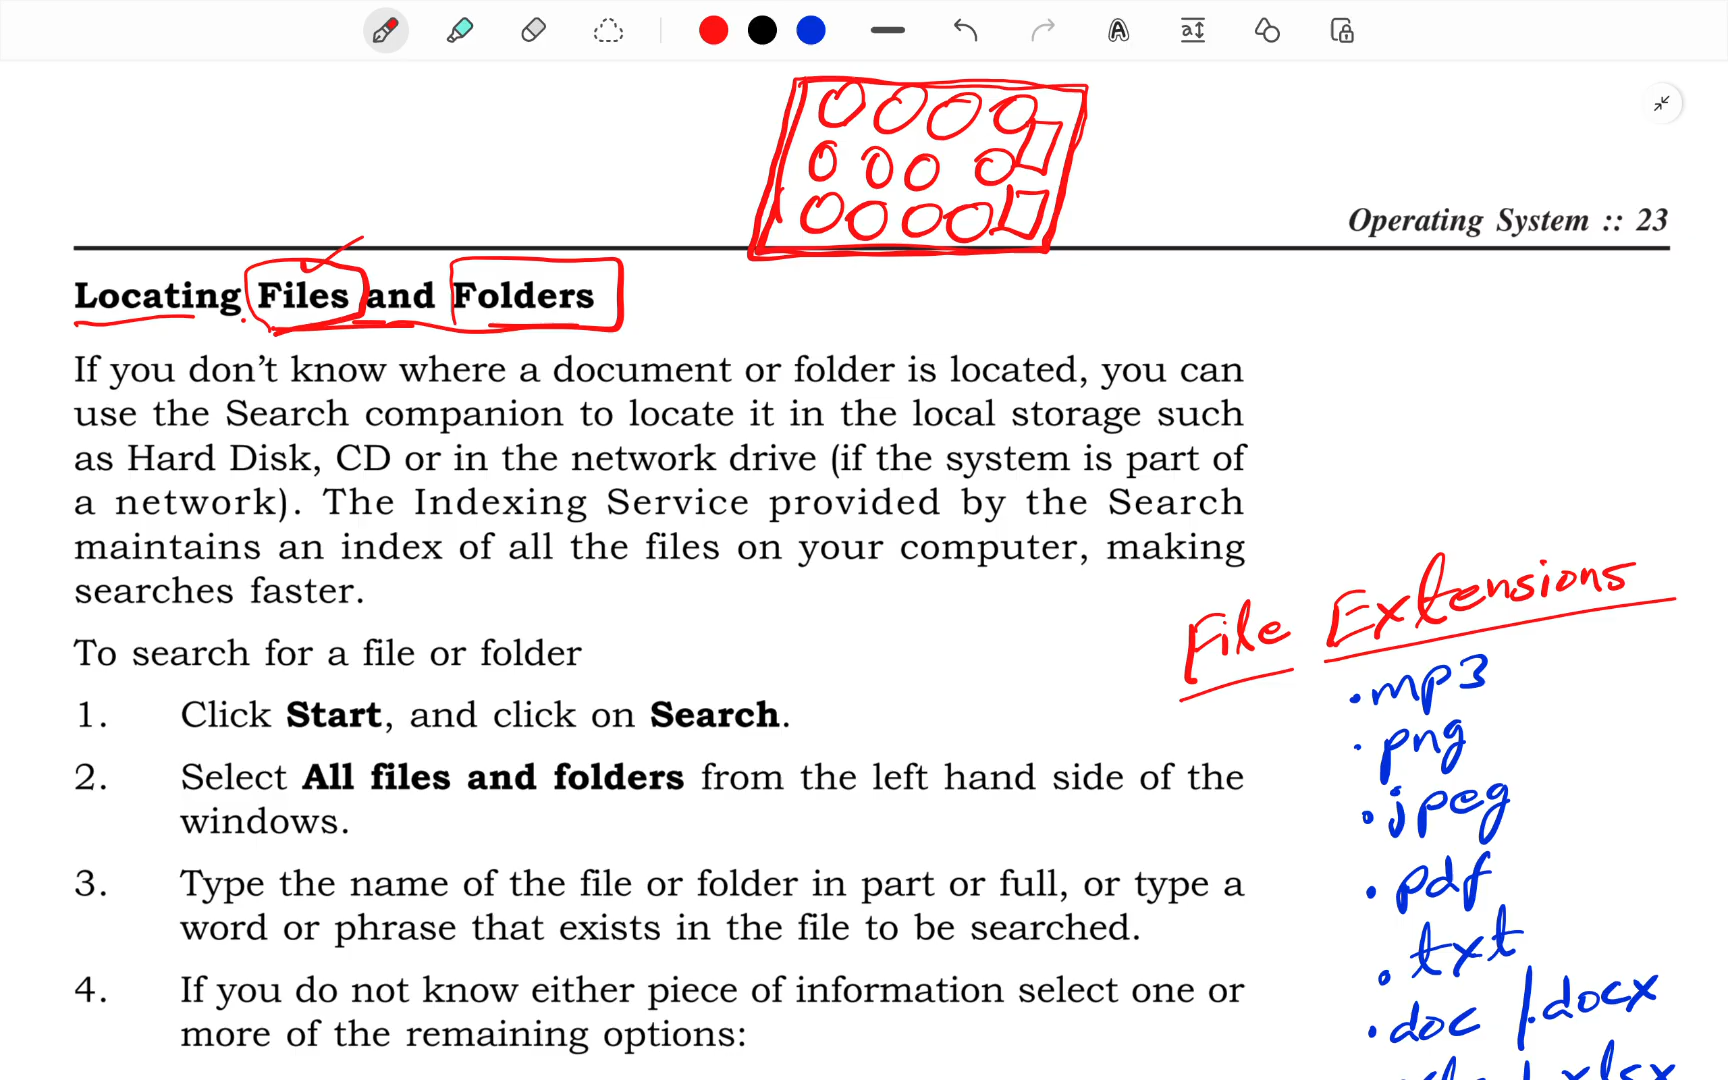 Operating System :: 23
Locating Files and Folders
If you don't know where a document or folder is located, you can
use the Search companion to locate it in the local storage such
as Hard Disk, CD or in the network drive (if the system is part of
a network). The Indexing Service provided by the Search
maintains an index of all the files on your computer, making
searches faster.
To search for a file or folder
1. Click Start, and click on Search.
2. Select All files and folders from the left hand side of the
windows.
3. Type the name of the file or folder in part or full, or type a
word or phrase that exists in the file to be searched.
4. If you do not know either piece of information select one or
more of the remaining options:
File Extensions
.mp3
.png
.jpeg
.pdf
.txt
.doc /.docx
xlsx